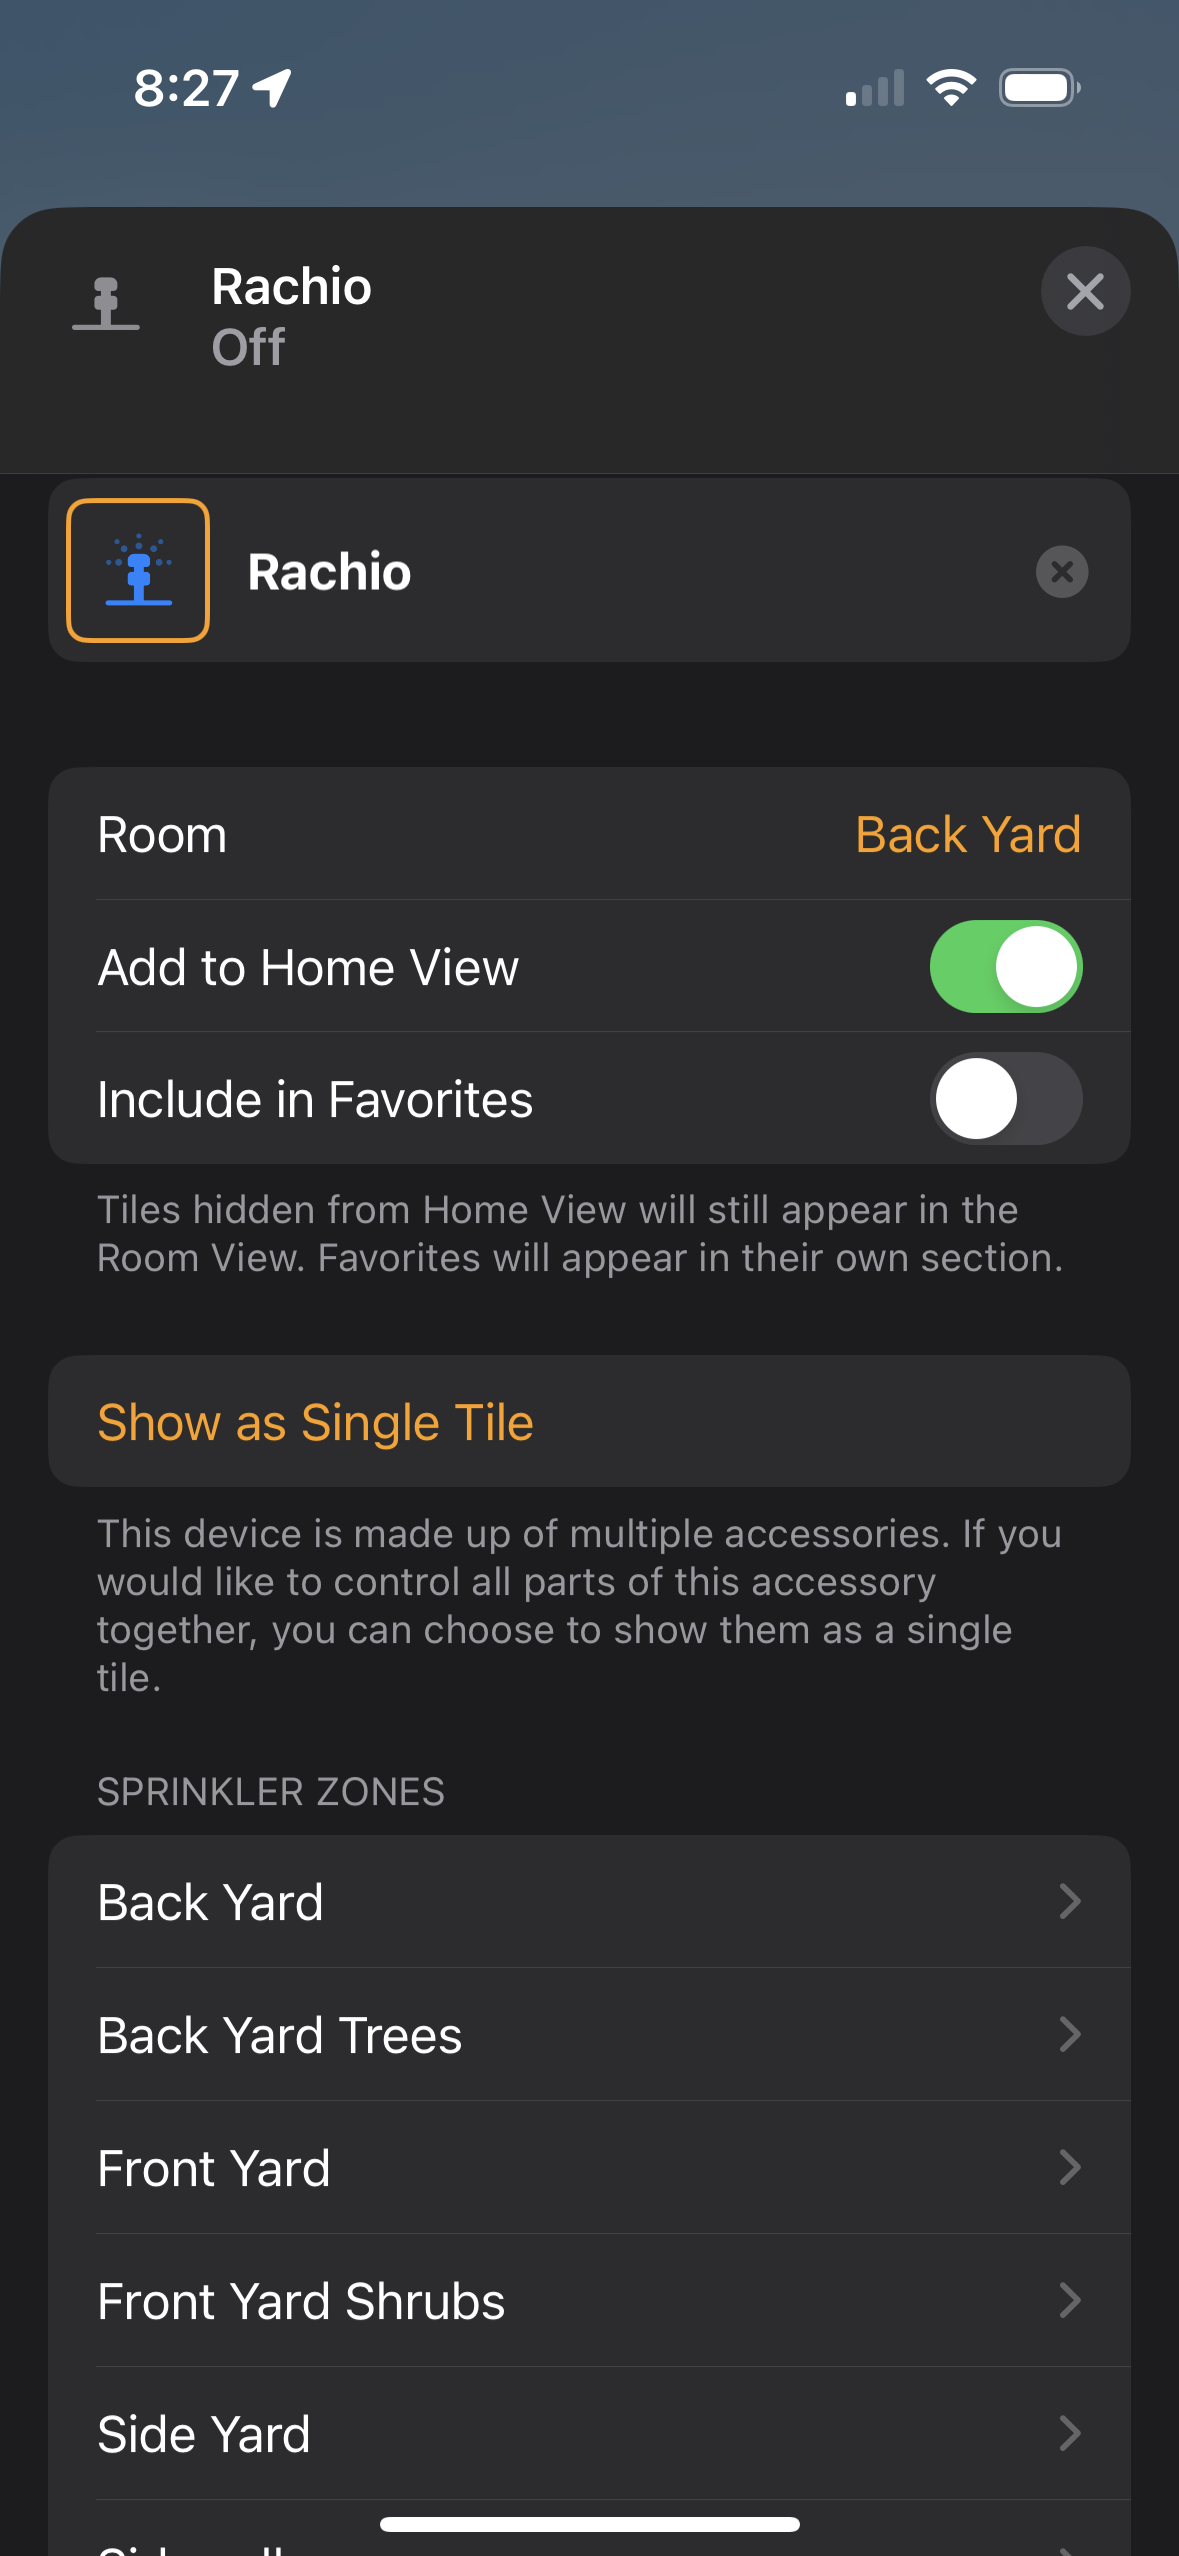 8:27
Rachio
Off
Rachio
Room
Back Yard
Add to Home View
Include in Favorites
Tiles hidden from Home View will still appear in the
Room View. Favorites will appear in their own section.
Show as Single Tile
This device is made up of multiple accessories. If you
would like to control all parts of this accessory
together, you can choose to show them as a single
tile.
SPRINKLER ZONES
Back Yard
Back Yard Trees
Front Yard
Front Yard Shrubs
Side Yard